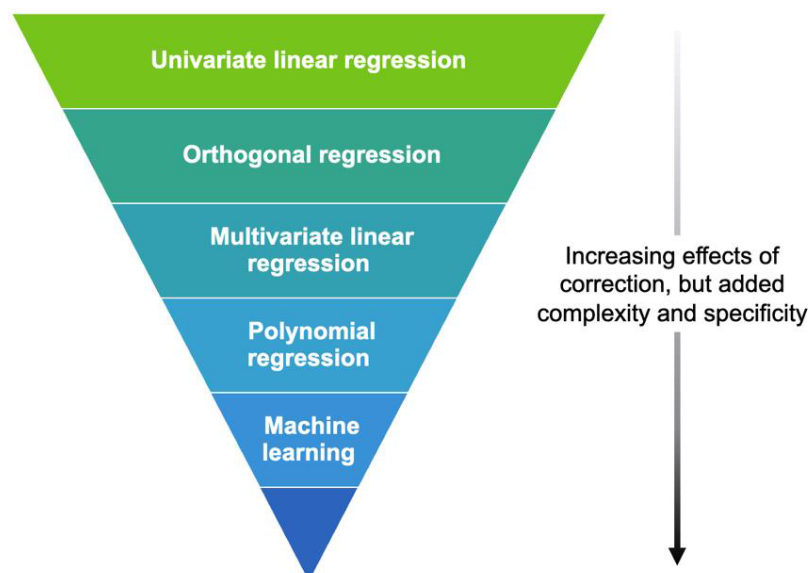 Univariate linear regression
Orthogonal regression
Multivariate linear
regression
Polynomial
regression
Machine
learning
Increasing effects of
correction, but added
complexity and specificity